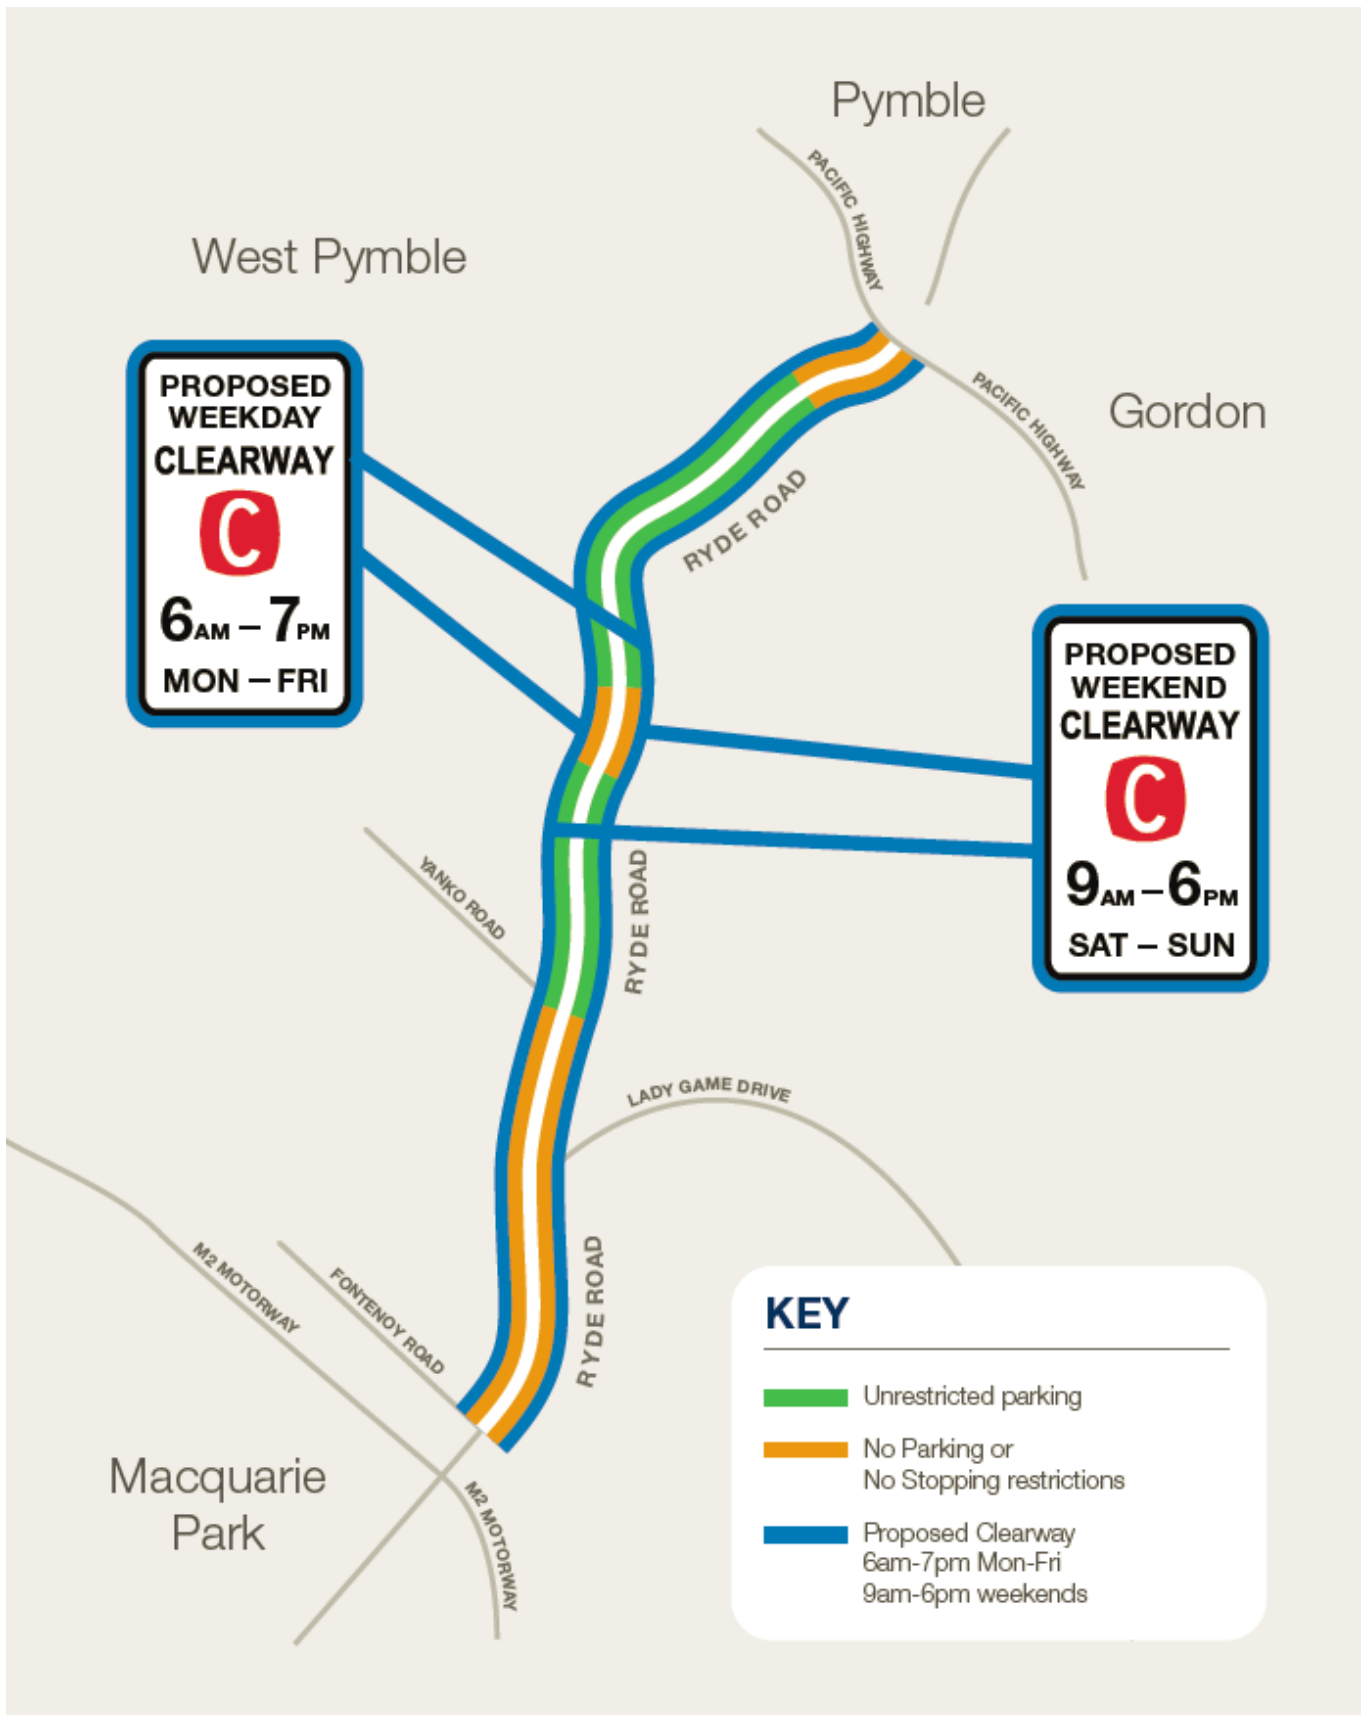 Pymble
PACIFIC HIGHWAY
West Pymble
PROPOSED
WEEKDAY
CLEARWAY
C
6AM – 7PM
MON – FRI
PACIFIC HIGHWAY
Gordon
RYDE ROAD
PROPOSED
WEEKEND
CLEARWAY
C
9AM – 6PM
SAT – SUN
YANKO ROAD
RYDE ROAD
LADY GAME DRIVE
M2 MOTORWAY
FONTENOY ROAD
RYDE ROAD
Macquarie
Park
M2 MOTORWAY
KEY
Unrestricted parking
No Parking or
No Stopping restrictions
Proposed Clearway
6am-7pm Mon-Fri
9am-6pm weekends